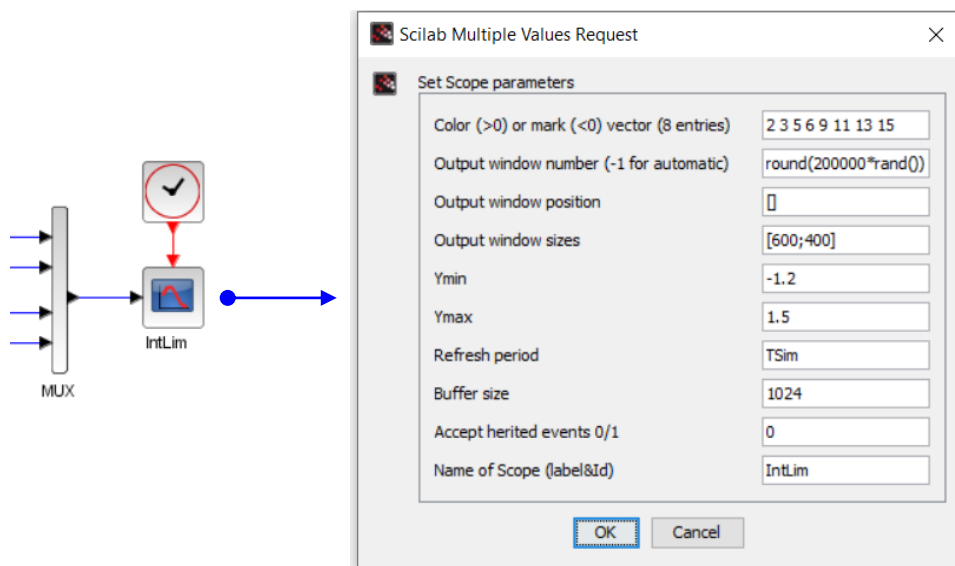 Scilab Multiple Values Request
Set Scope parameters
Color (>0) or mark (<0) vector (8 entries) 2 3 5 6 9 11 13 15
Output window number (-1 for automatic) round(200000*rand())
Output window position []
Output window sizes [600;400]
Ymin -1.2
Ymax 1.5
Refresh period TSim
Buffer size 1024
Accept herited events 0/1 0
Name of Scope (label&Id) IntLim
OK Cancel
IntLim
MUX